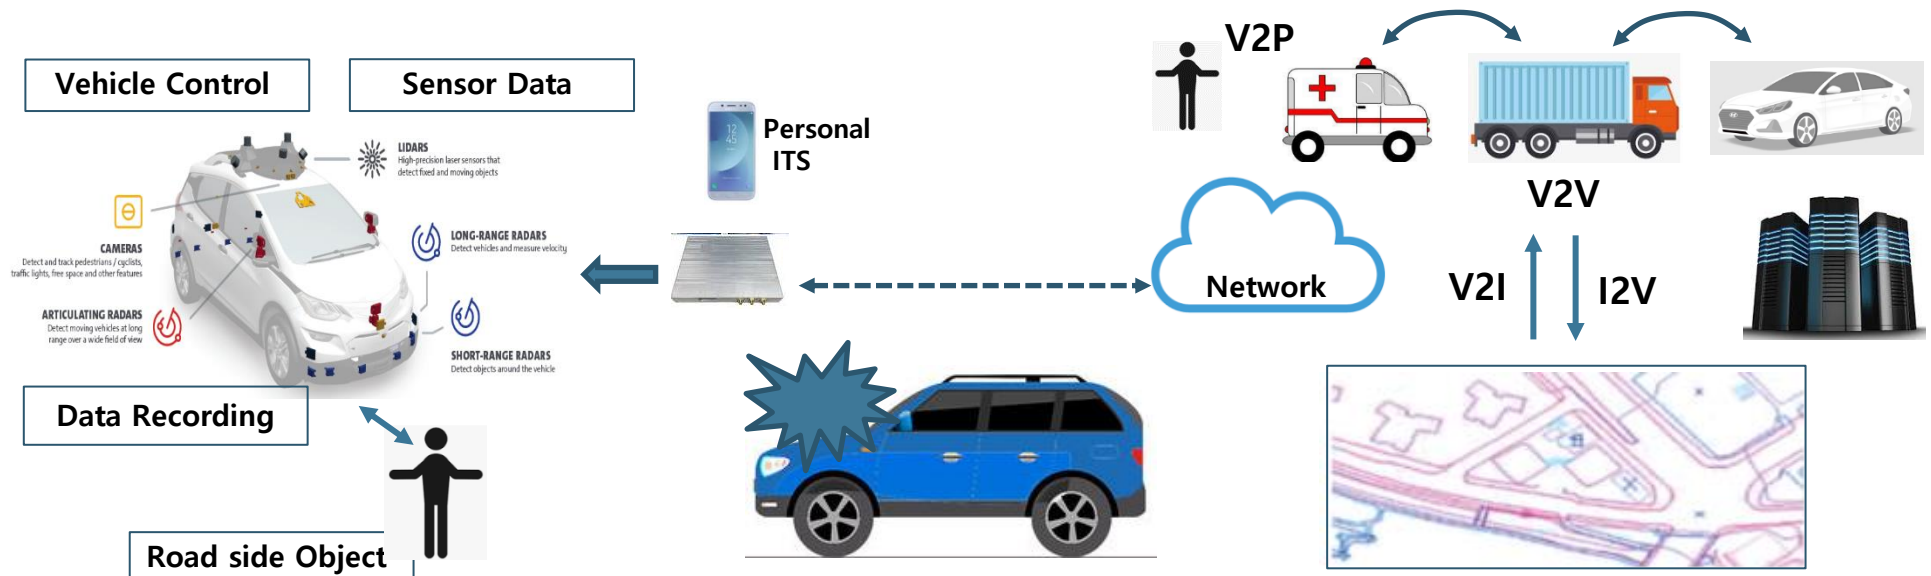 Vehicle Control
Sensor Data
LIDARS
High-precision laser sensors that
detect fixed and moving objects
CAMERAS
Detect and track pedestrians / cyclists,
traffic lights, free space and other features
LONG-RANGE RADARS
Detect vehicles and measure velocity
ARTICULATING RADARS
Detect moving vehicles at long
range over a wide field of view
SHORT-RANGE RADARS
Detect objects around the vehicle
Data Recording
Road side Object
Personal
ITS
12
45
Network
V2P
V2V
V2I
I2V